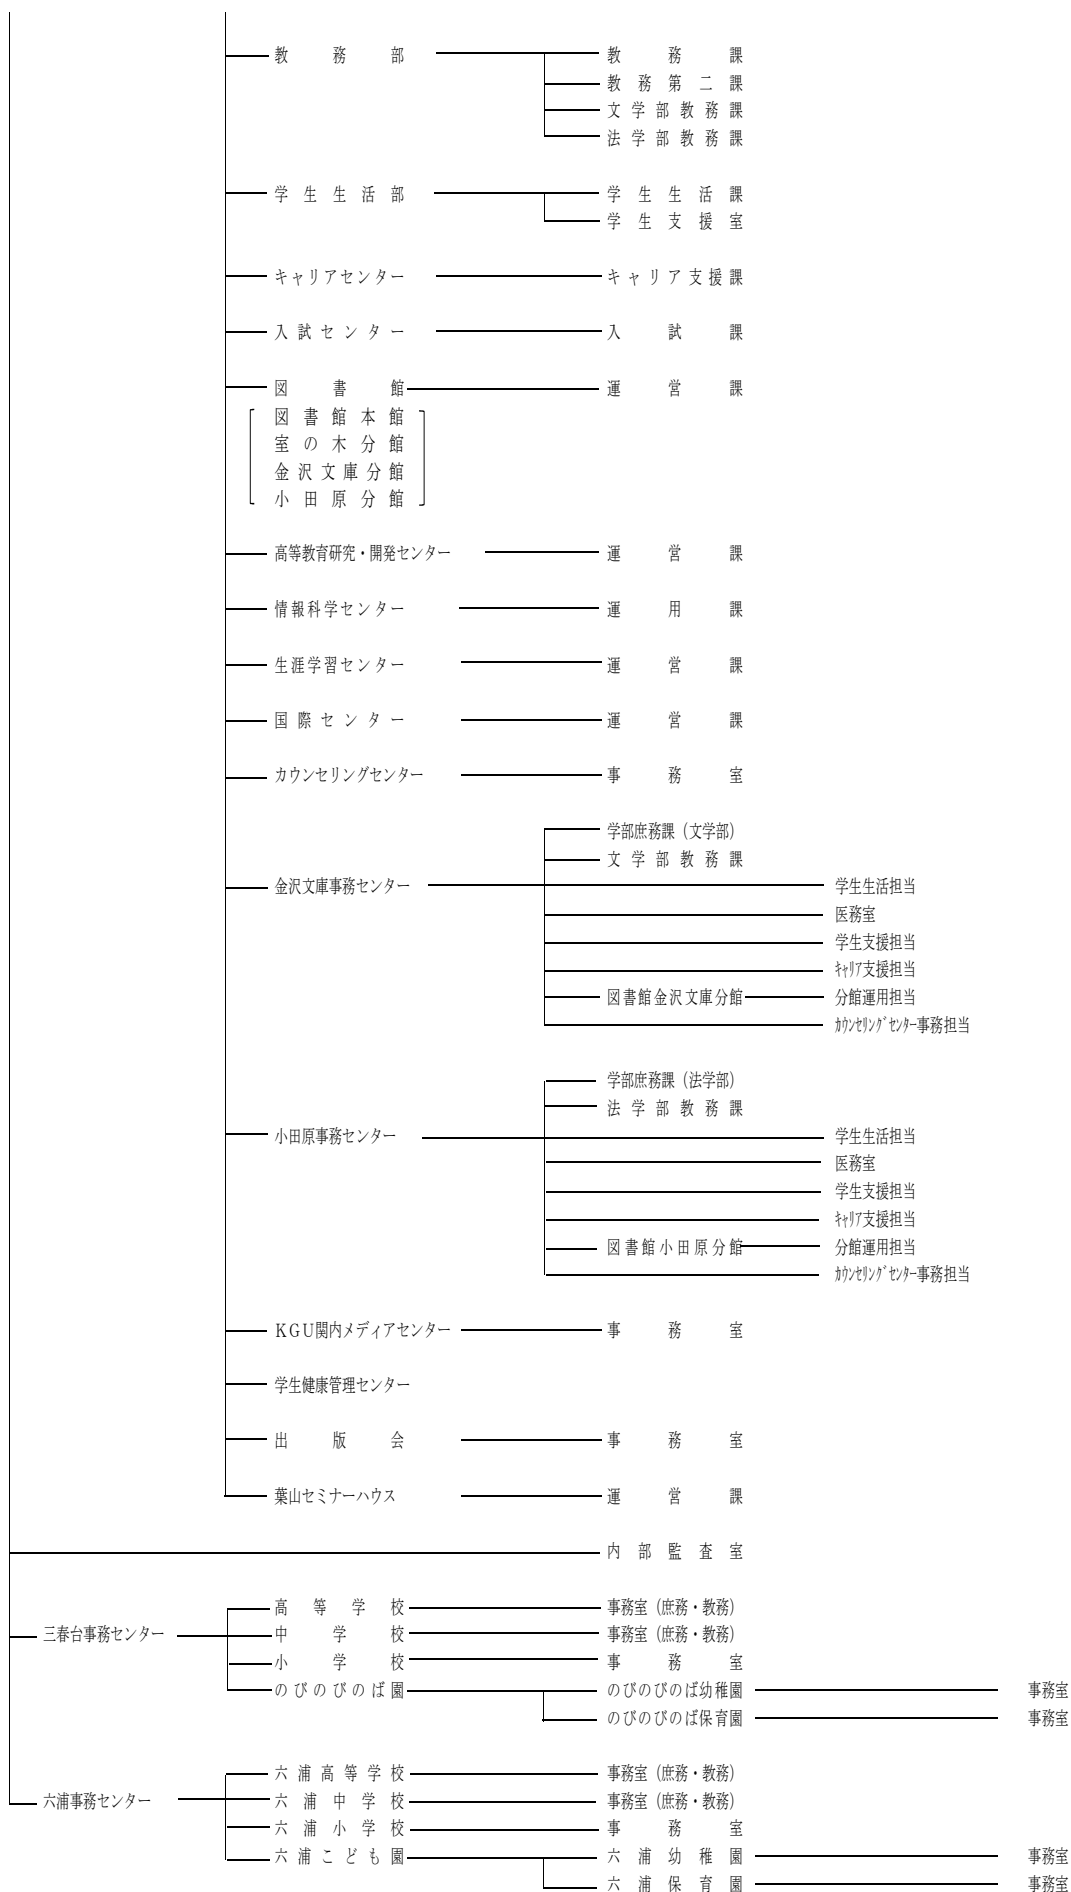 教務部 教務課
教務第二課
文学部教務課
法学部教務課
学生生活部 学生生活課
学生支援室
キャリアセンター キャリア支援課
入試センター 入試課
図書館 運営課
図書館本館
室の木分館
金沢文庫分館
小田原分館
高等教育研究・開発センター 運営課
情報科学センター 運用課
生涯学習センター 運営課
国際センター 運営課
カウンセリングセンター 事務室
学部庶務課（文学部）
文学部教務課
金沢文庫事務センター 学生生活担当
医務室
学生支援担当
ｷｬﾘｱ支援担当
図書館金沢文庫分館 分館運用担当
ｶｳﾝｾﾘﾝｸﾞｾﾝﾀｰ事務担当
学部庶務課（法学部）
法学部教務課
小田原事務センター 学生生活担当
医務室
学生支援担当
ｷｬﾘｱ支援担当
図書館小田原分館 分館運用担当
ｶｳﾝｾﾘﾝｸﾞｾﾝﾀｰ事務担当
ＫＧＵ関内メディアセンター 事務室
学生健康管理センター
出版会 事務室
葉山セミナーハウス 運営課
内部監査室
高等学校 事務室（庶務・教務）
三春台事務センター 中学校 事務室（庶務・教務）
小学校 事務室
のびのびのば園 のびのびのば幼稚園 事務室
のびのびのば保育園 事務室
六浦高等学校 事務室（庶務・教務）
六浦事務センター 六浦中学校 事務室（庶務・教務）
六浦小学校 事務室
六浦こども園 六浦幼稚園 事務室
六浦保育園 事務室